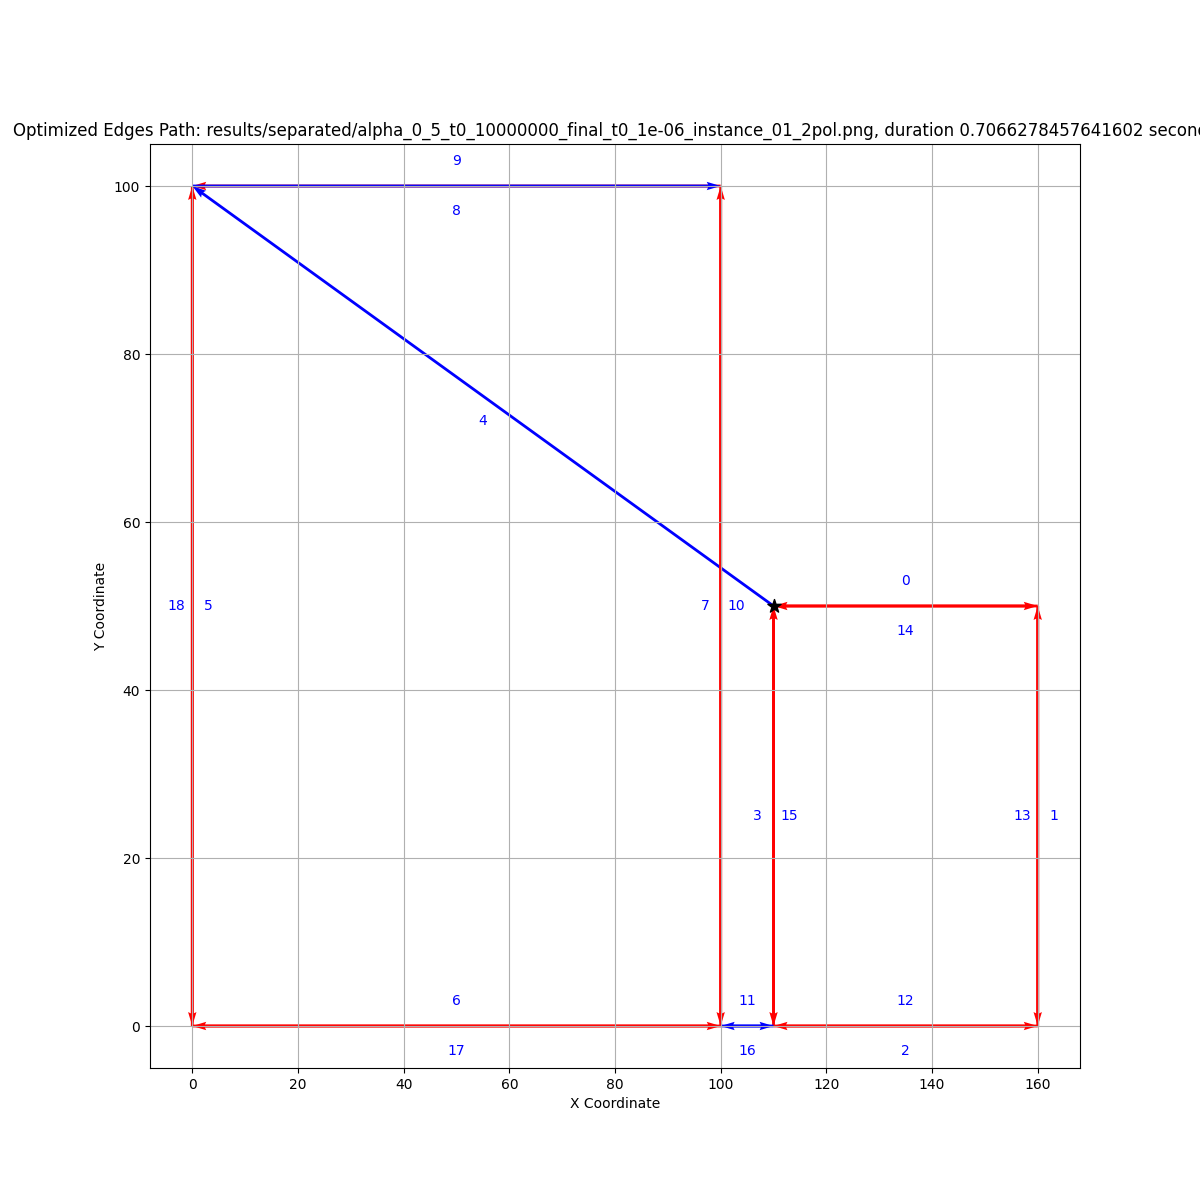 Optimized Edges Path: results/separated/alpha_0_5_t0_10000000_final_t0_1e-06_instance_01_2pol.png, duration 0.7066278457641602
9
100
8
80
4
60
0
18 5 7 10
14
Y Coordinate
40
3 15 13 1
20
6 11 12
0
17 16 2
0 20 40 60 80 100 120 140 160
X Coordinate